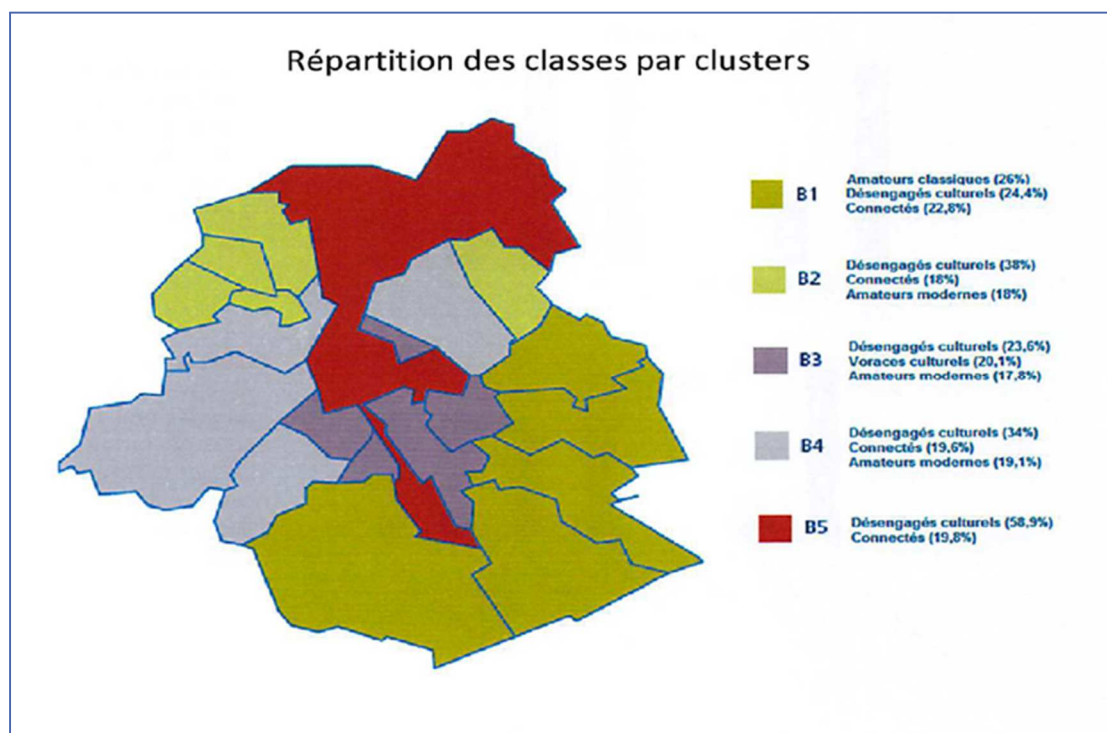 Répartition des classes par clusters
B1
Amateurs classiques (26%)
Désengagés culturels (24,4%)
Connectés (22,8%)
B2
Désengagés culturels (38%)
Connectés (18%)
Amateurs modernes (18%)
B3
Désengagés culturels (23,6%)
Voraces culturels (20,1%)
Amateurs modernes (17,8%)
B4
Désengagés culturels (34%)
Connectés (19,6%)
Amateurs modernes (19,1%)
B5
Désengagés culturels (58,9%)
Connectés (19,8%)